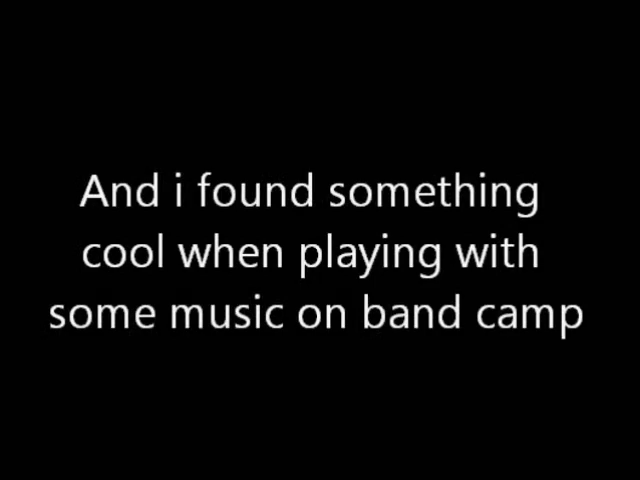 And i found something
cool when playing with
some music on band camp